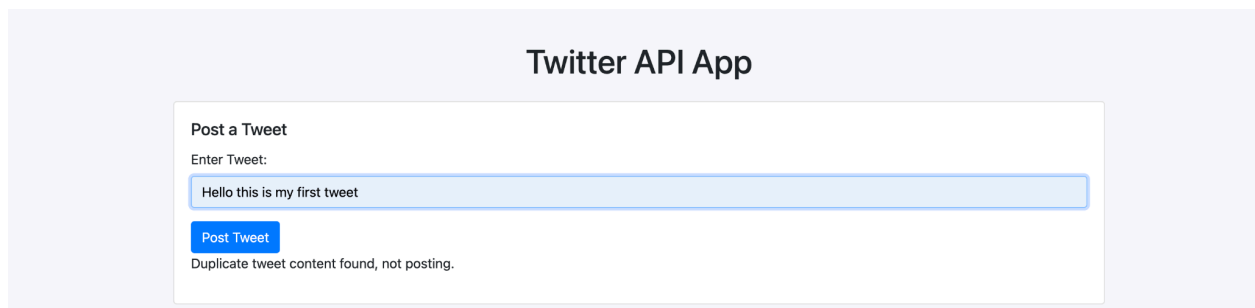 Twitter API App
Post a Tweet
Enter Tweet:
Hello this is my first tweet
Post Tweet
Duplicate tweet content found, not posting.